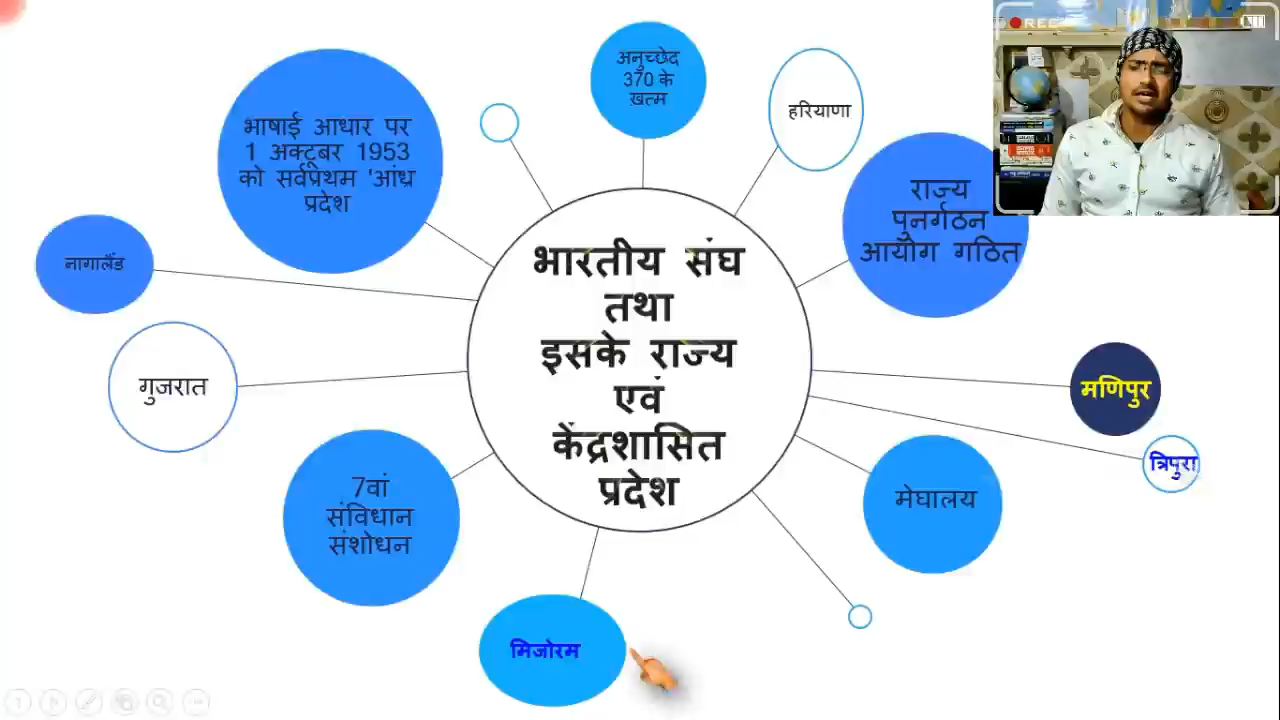 अनुच्छेद
370 के
ख़त्म
हरियाणा
भाषाई आधार पर
1 अक्टूबर 1953
को सर्वप्रथम 'आंध्र
प्रदेश
राज्य
पुनर्गठन
आयोग गठित
नागालैंड
भारतीय संघ
तथा
इसके राज्य
एवं
केंद्रशासित
प्रदेश
गुजरात
मणिपुर
त्रिपुरा
7वां
संविधान
संशोधन
मेघालय
मिजोरम
REC